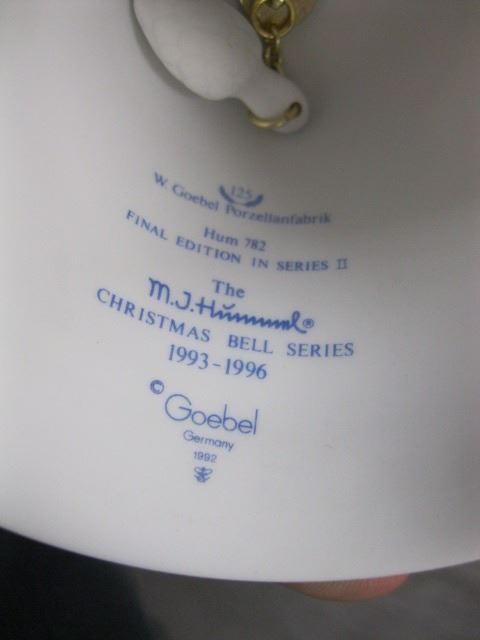 125
W. Goebel Porzellanfabrik
Hum 782
FINAL EDITION IN SERIES II
The
M.J.Hümmel®
CHRISTMAS BELL SERIES
1993-1996
© Goebel
Germany
1992